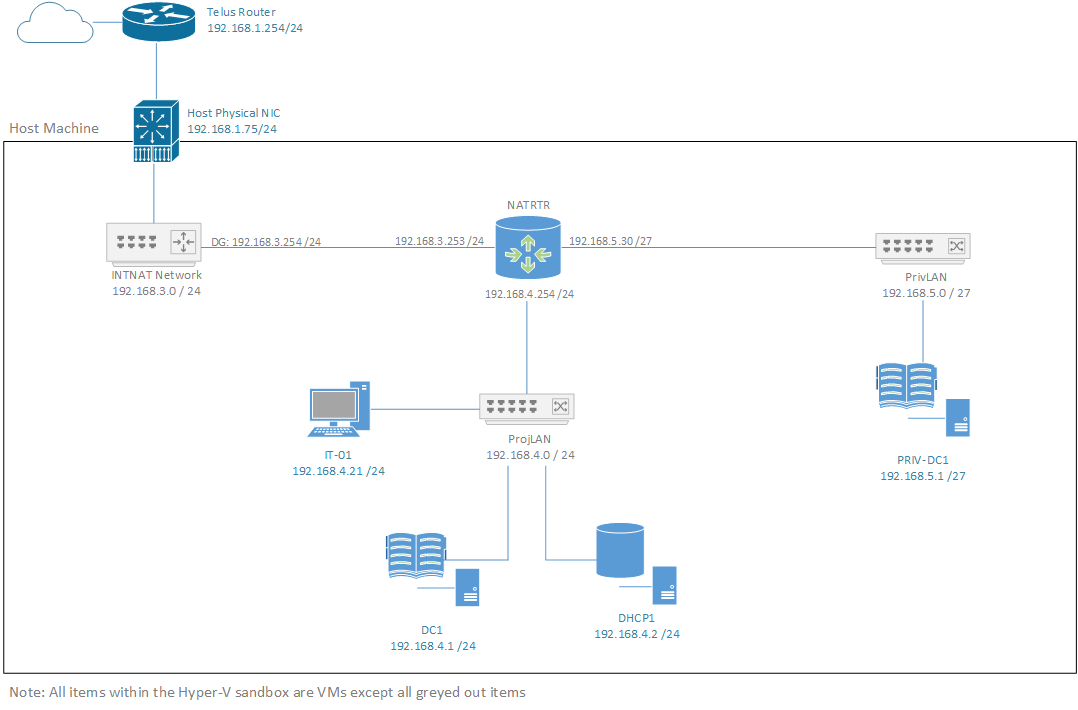 Telus Router
192.168.1.254/24
Host Physical NIC
192.168.1.75/24
Host Machine
NATRTR
DG: 192.168.3.254 /24
192.168.3.253 /24
192.168.5.30 /27
INTNAT Network
192.168.3.0 / 24
192.168.4.254 /24
PrivLAN
192.168.5.0 / 27
IT-01
192.168.4.21 /24
ProjLAN
192.168.4.0 / 24
PRIV-DC1
192.168.5.1 /27
DC1
192.168.4.1 /24
DHCP1
192.168.4.2 /24
Note: All items within the Hyper-V sandbox are VMs except all greyed out items